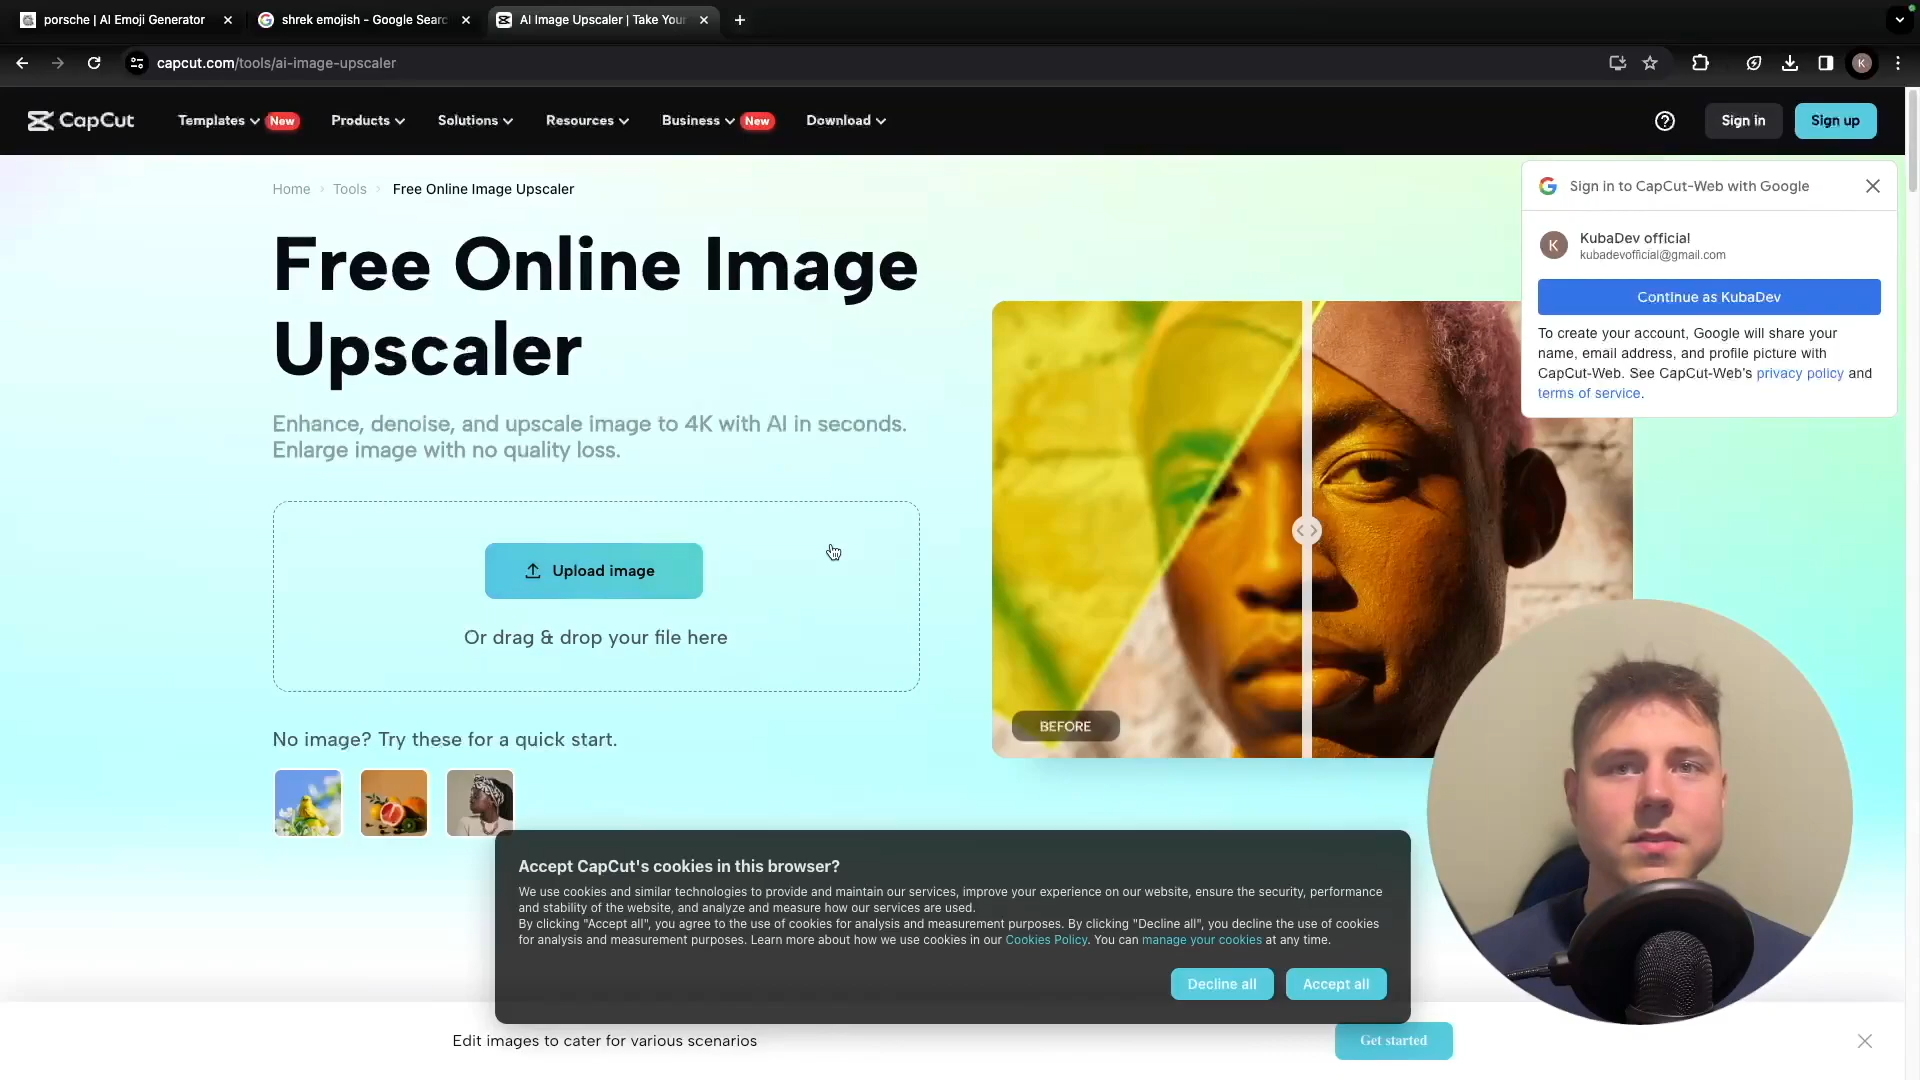 porsche | AI Emoji Generator
shrek emojish - Google Searc
AI Image Upscaler | Take Your
capcut.com/tools/ai-image-upscaler
K
CapCut
Templates New
Products
Solutions
Resources
Business New
Download
Sign in
Sign up
Home > Tools > Free Online Image Upscaler
Free Online Image
Upscaler
Enhance, denoise, and upscale image to 4K with AI in seconds.
Enlarge image with no quality loss.
Upload image
Or drag & drop your file here
No image? Try these for a quick start.
BEFORE
Sign in to CapCut-Web with Google
K
KubaDev official
kubadevofficial@gmail.com
Continue as KubaDev
To create your account, Google will share your
name, email address, and profile picture with
CapCut-Web. See CapCut-Web's privacy policy and
terms of service.
Accept CapCut's cookies in this browser?
We use cookies and similar technologies to provide and maintain our services, improve your experience on our website, ensure the security, performance
and stability of the website, and analyze and measure how our services are used.
By clicking "Accept all", you agree to the use of cookies for analysis and measurement purposes. By clicking "Decline all", you decline the use of cookies
for analysis and measurement purposes. Learn more about how we use cookies in our Cookies Policy. You can manage your cookies at any time.
Decline all
Accept all
Edit images to cater for various scenarios
Get started